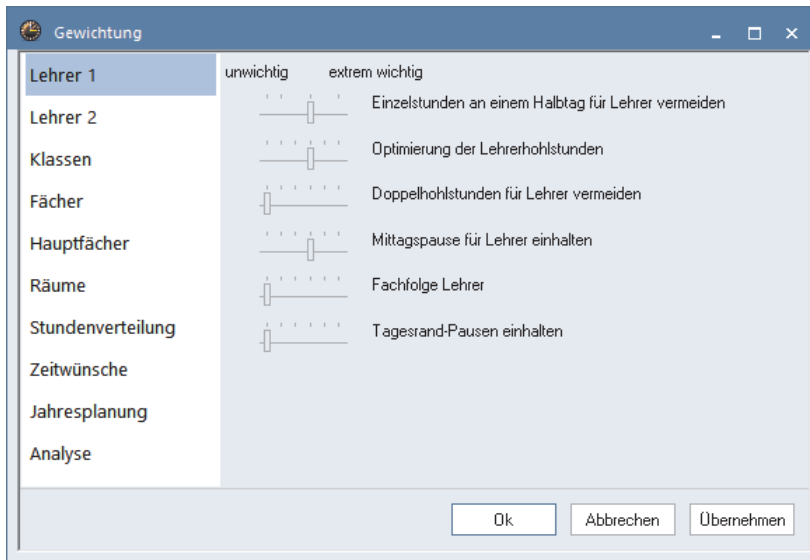 Gewichtung
Lehrer 1
Lehrer 2
Klassen
Fächer
Hauptfächer
Räume
Stundenverteilung
Zeitwünsche
Jahresplanung
Analyse
unwichtig extrem wichtig
Einzelstunden an einem Halbtag für Lehrer vermeiden
Optimierung der Lehrerhohlstunden
Doppelhohlstunden für Lehrer vermeiden
Mittagspause für Lehrer einhalten
Fachfolge Lehrer
Tagesrand-Pausen einhalten
Ok Abbrechen Übernehmen